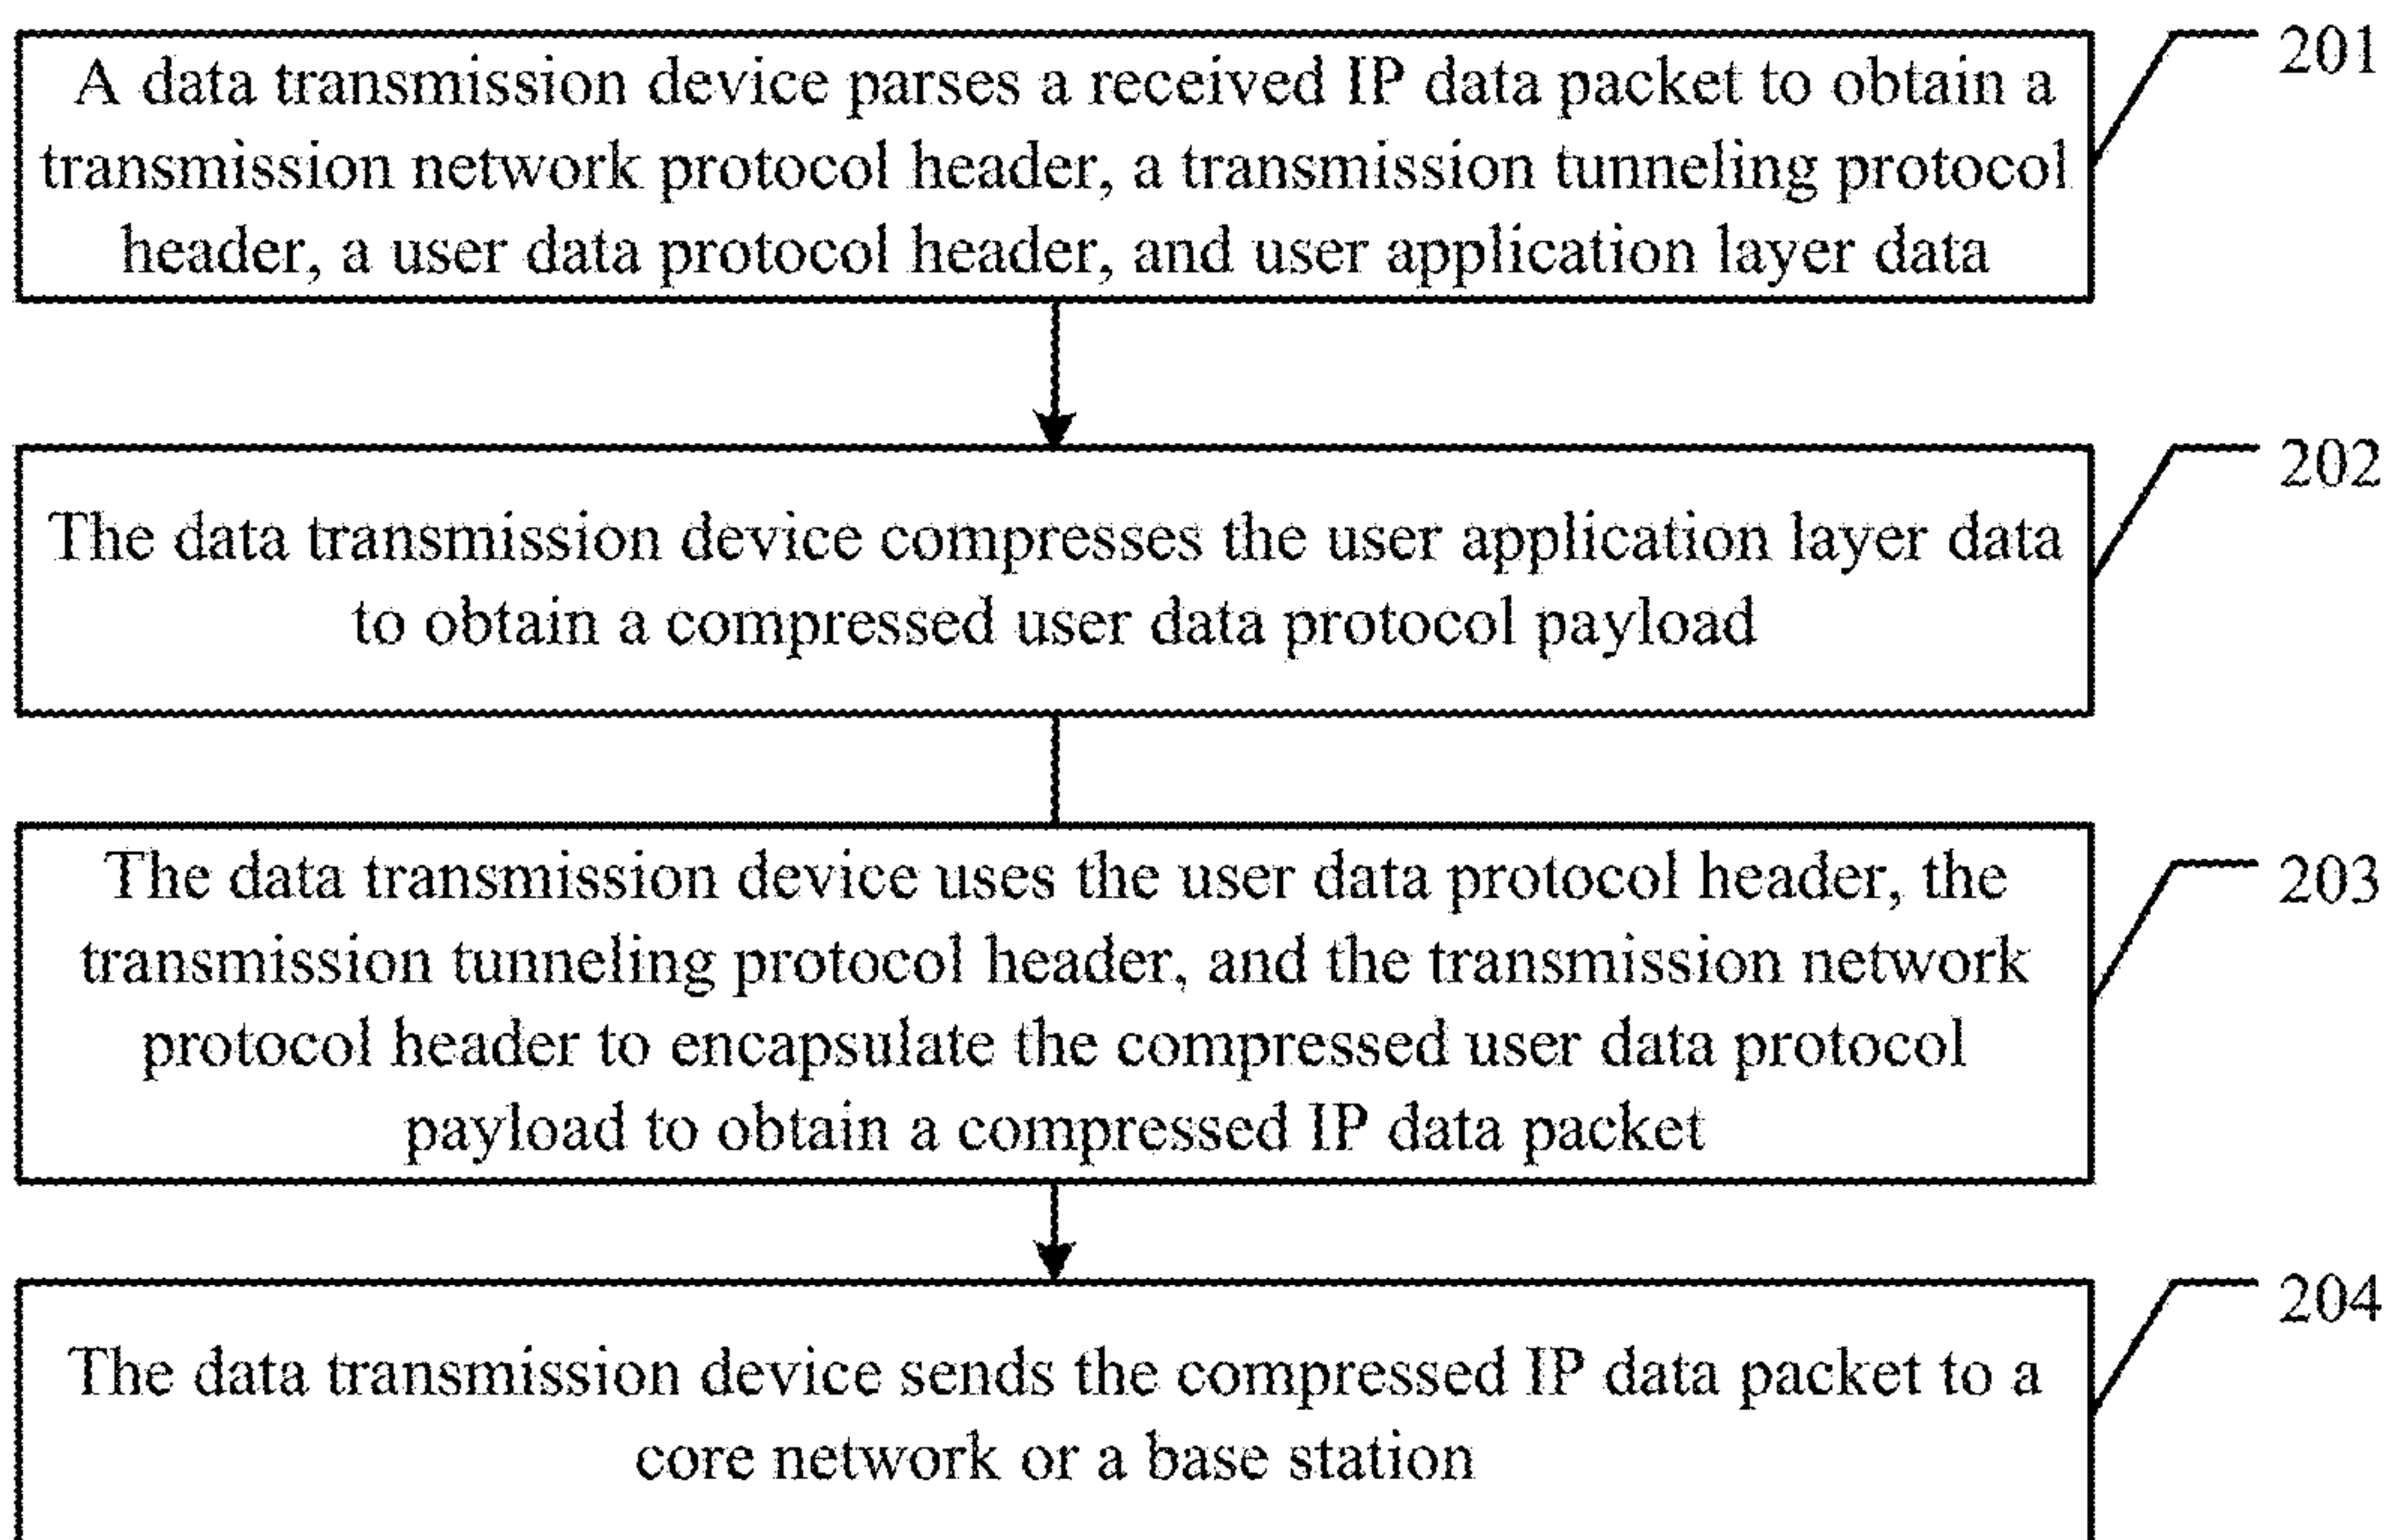 A data transmission device parses a received IP data packet to obtain a
transmission network protocol header, a transmission tunneling protocol
header, a user data protocol header, and user application layer data
201
The data transmission device compresses the user application layer data
to obtain a compressed user data protocol payload
202
The data transmission device uses the user data protocol header, the
transmission tunneling protocol header, and the transmission network
protocol header to encapsulate the compressed user data protocol
payload to obtain a compressed IP data packet
203
The data transmission device sends the compressed IP data packet to a
core network or a base station
204